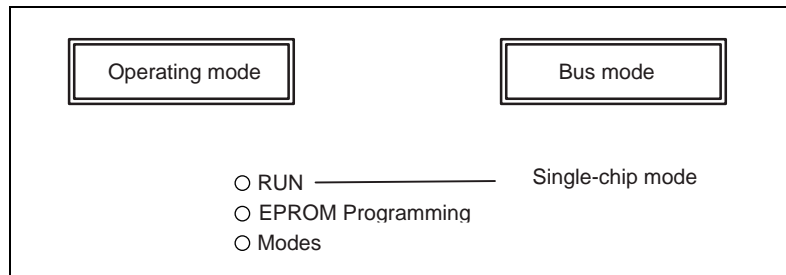 Operating mode
Bus mode
RUN
Single-chip mode
EPROM Programming
Modes